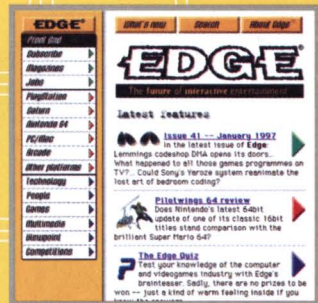 EDGE
Front End
Subscribe
Magazines
Jobs
PlayStation
Saturn
Nintendo 64
PC/Mac
Arcade
Other platforms
Technology
People
Games
Multimedia
Viewpoint
Competitions
What's new
Search
About Edge
EDGE
The future of interactive entertainment
Latest features
Issue 41 -- January 1997
In the latest issue of Edge:
Lemmings codeshop DMA opens its doors..
What happened to all those games programmes on
TV?.. Could Sony's Yaroze system reanimate the
lost art of bedroom coding?
Pilotwings 64 review
Does Nintendo's latest 64bit
update of one of its classic 16bit
titles stand comparison with the
brilliant Super Mario 64?
The Edge Quiz
Test your knowledge of the computer
and videogames industry with Edge's
brainteaser. Sadly, there are no prizes to be
won -- just a kind of warm feeling inside if you